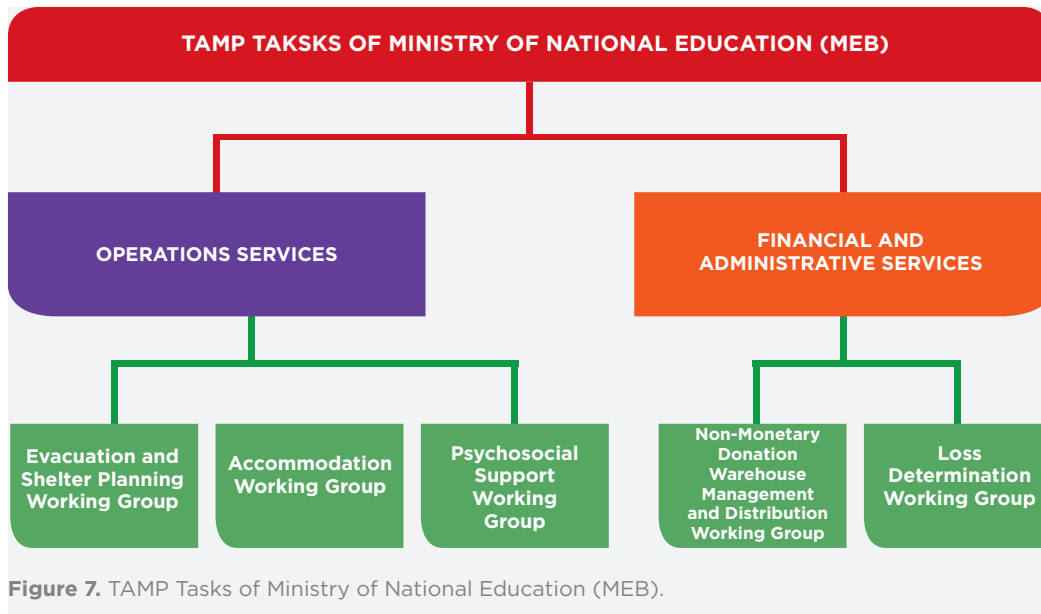 TAMP TAKSKS OF MINISTRY OF NATIONAL EDUCATION (MEB)
OPERATIONS SERVICES
FINANCIAL AND
ADMINISTRATIVE SERVICES
Evacuation and
Shelter Planning
Working Group
Accommodation
Working Group
Psychosocial
Support
Working
Group
Non-Monetary
Donation
Warehouse
Management
and Distribution
Working Group
Loss
Determination
Working Group
Figure 7. TAMP Tasks of Ministry of National Education (MEB).